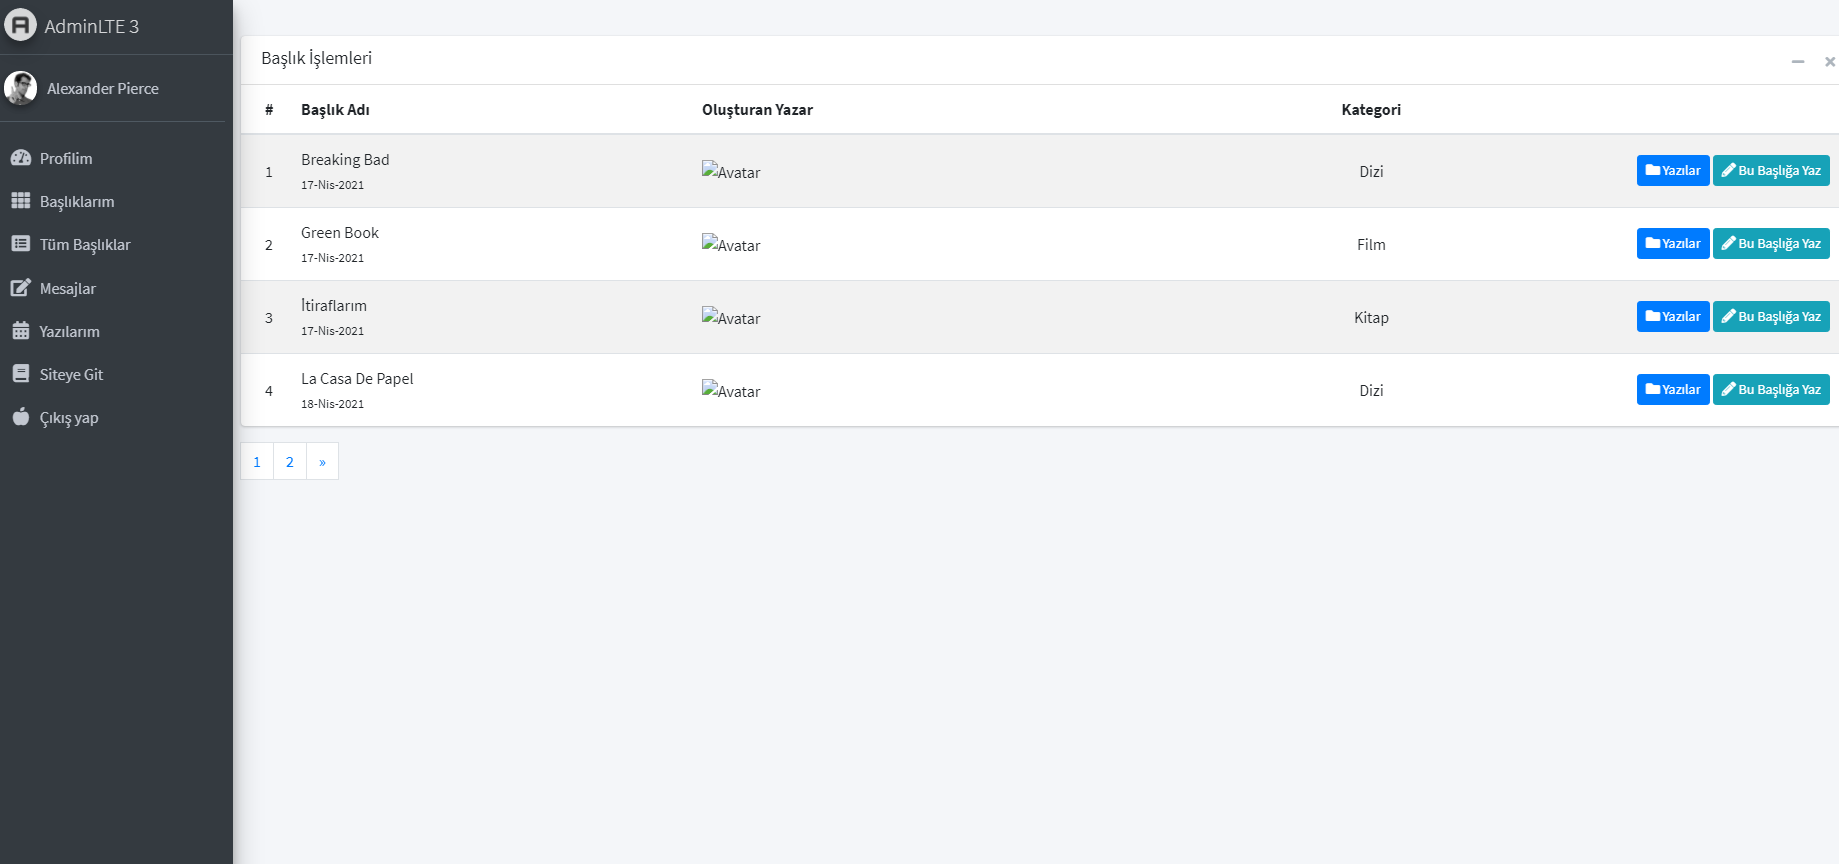 AdminLTE 3
Alexander Pierce
Profilim
Başlıklarım
Tüm Başlıklar
Mesajlar
Yazılarım
Siteye Git
Çıkış yap
Başlık İşlemleri
# Başlık Adı Oluşturan Yazar Kategori
1 Breaking Bad Avatar Dizi Yazılar Bu Başlığa Yaz
17-Nis-2021
2 Green Book Avatar Film Yazılar Bu Başlığa Yaz
17-Nis-2021
3 İtiraflarım Avatar Kitap Yazılar Bu Başlığa Yaz
17-Nis-2021
4 La Casa De Papel Avatar Dizi Yazılar Bu Başlığa Yaz
18-Nis-2021
1 2 »